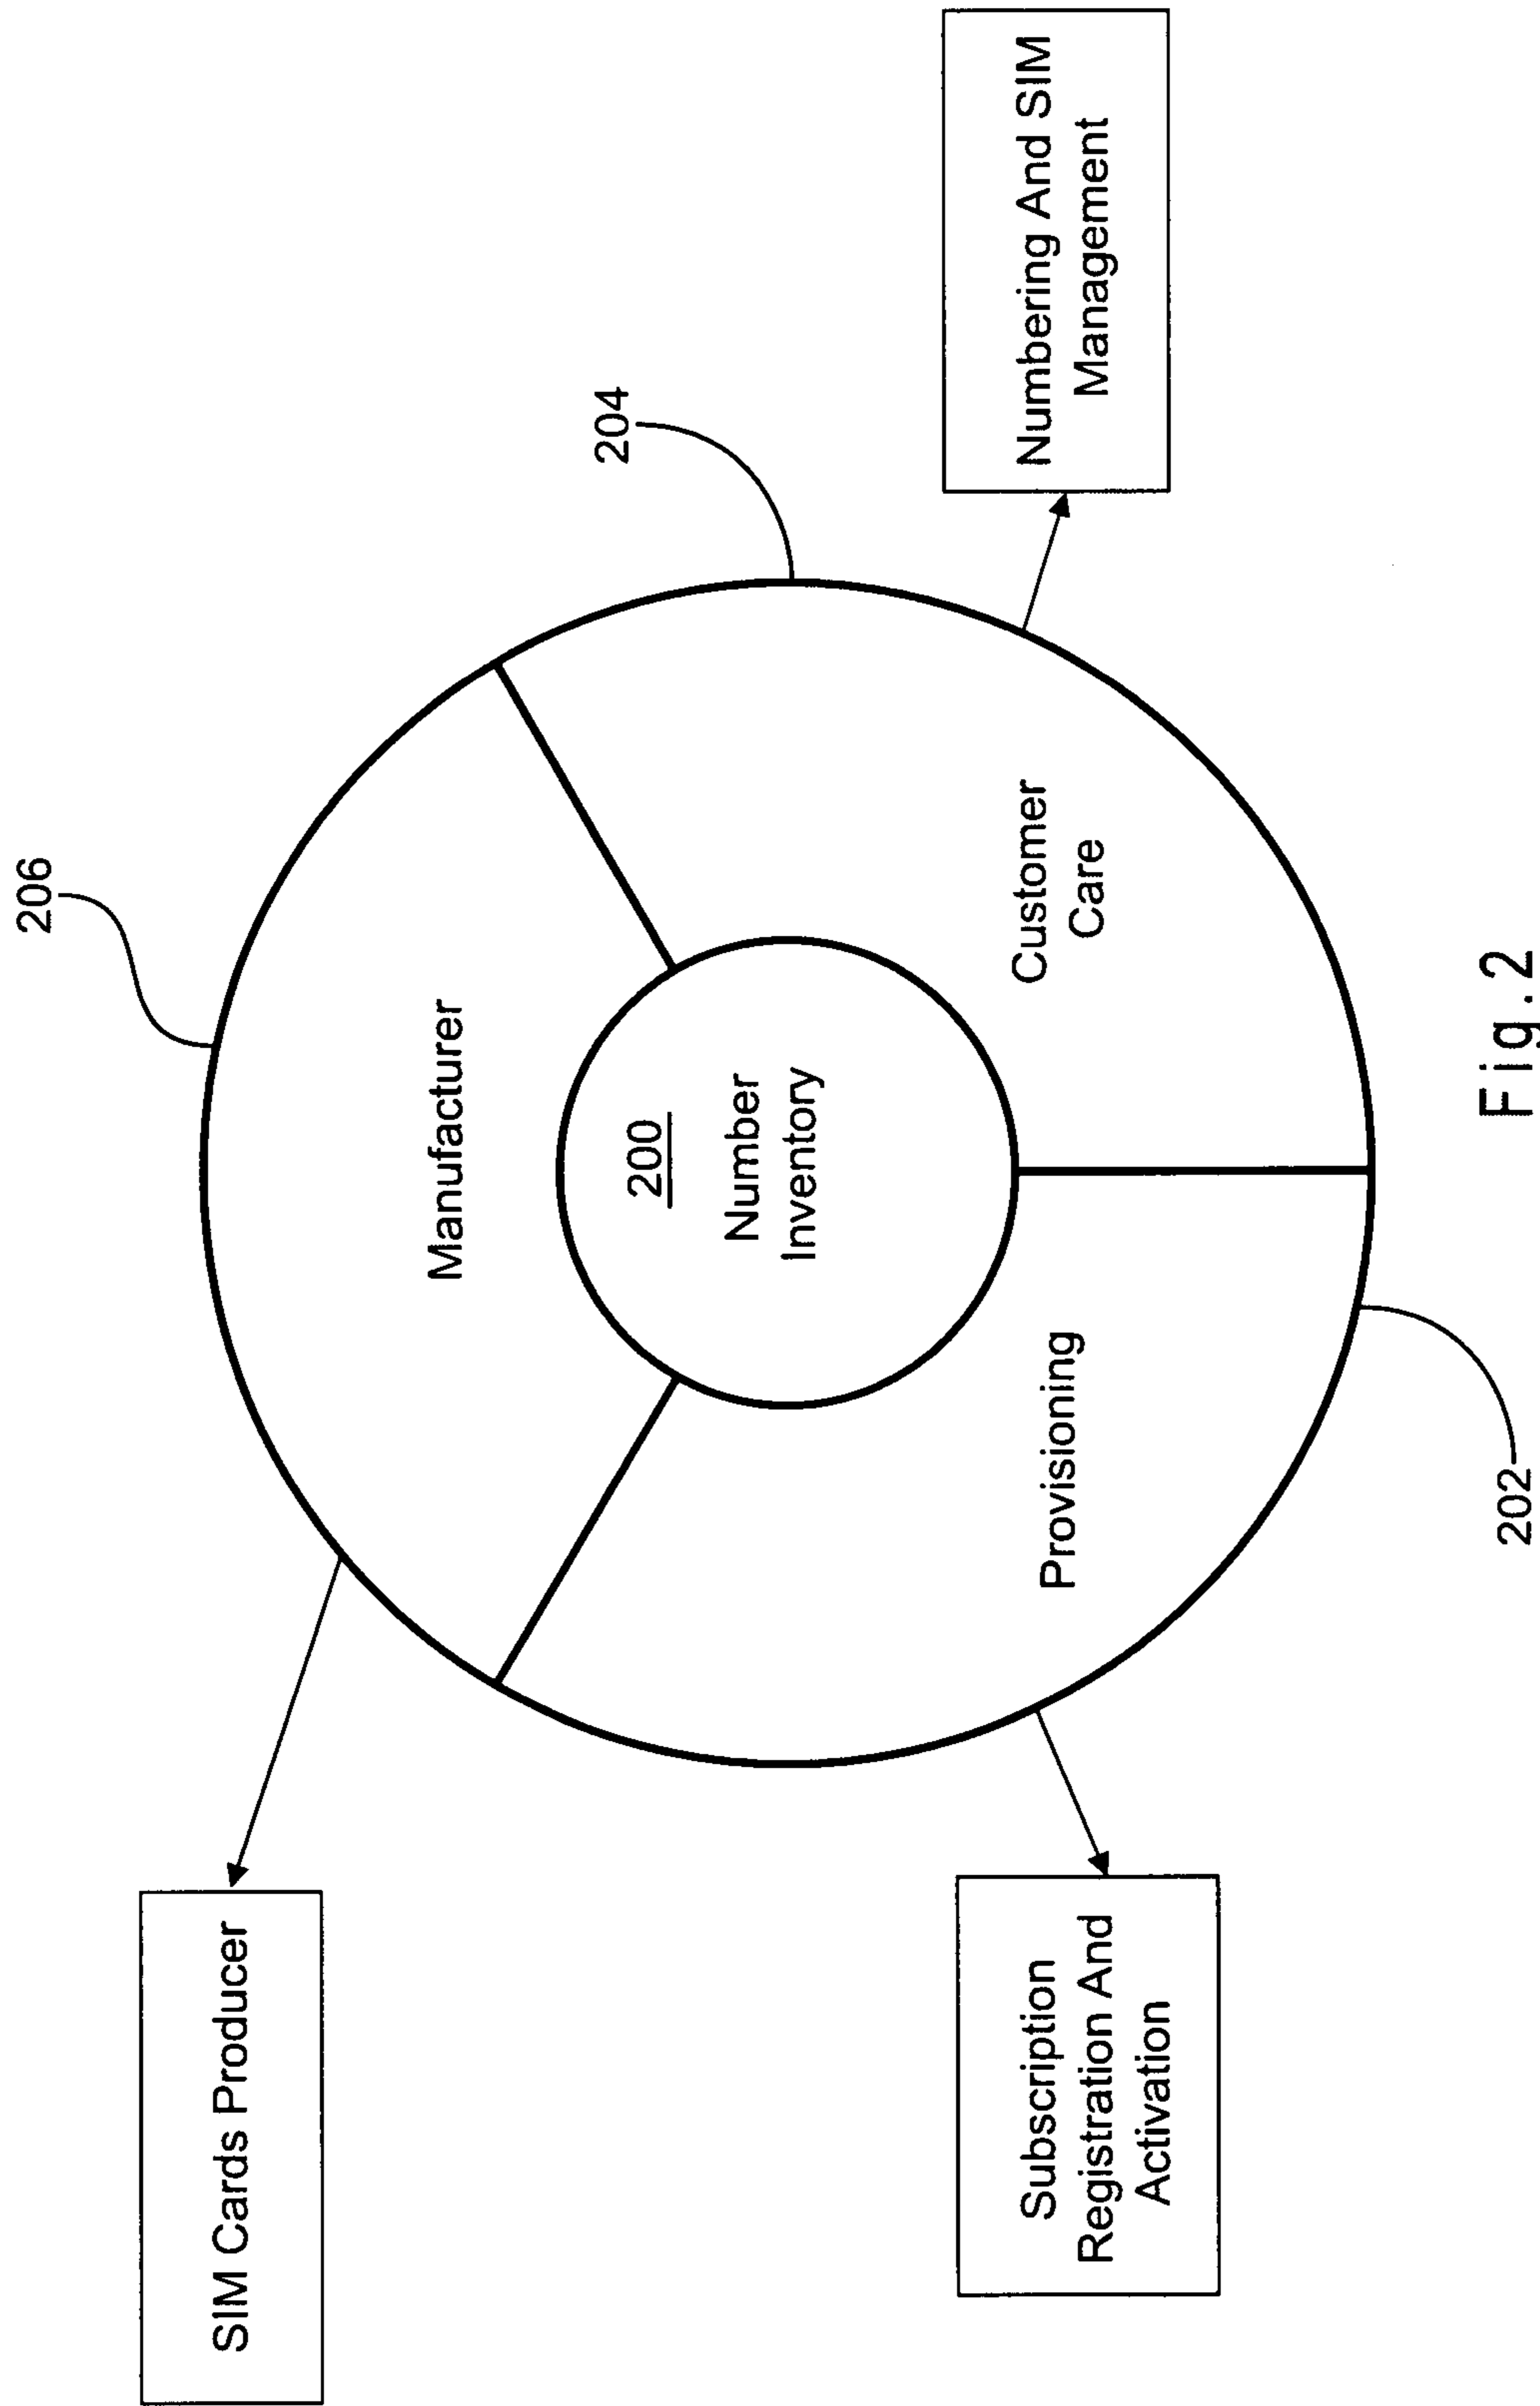 206
SIM Cards Producer
Manufacturer
204
200
Number
Inventory
Customer
Care
Provisioning
Numbering And SIM
Management
Subscription
Registration And
Activation
202
Fig.2